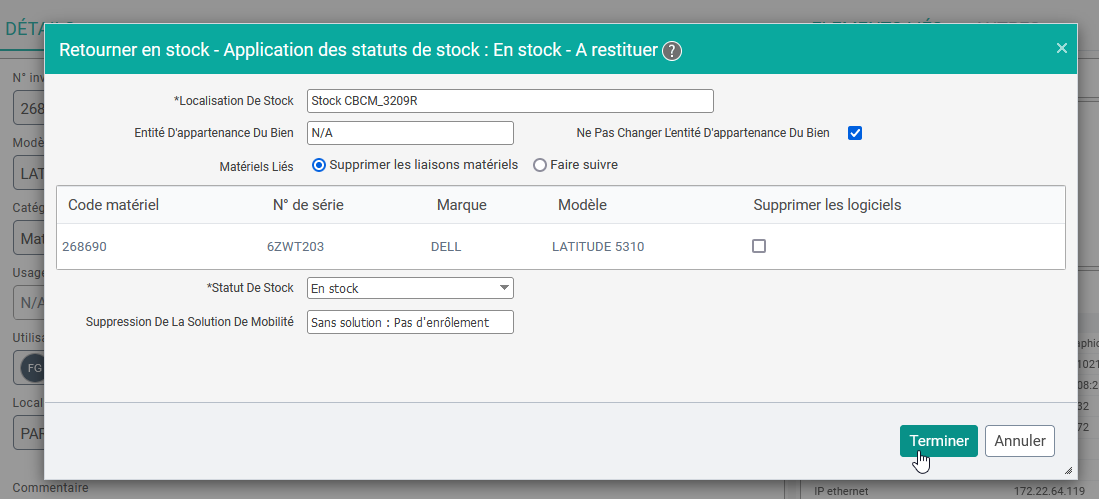 DÉTAILS
Retourner en stock - Application des statuts de stock : En stock - A restituer ?
×
N° inv
*Localisation De Stock Stock CBCM_3209R
268
Entité D'appartenance Du Bien N/A Ne Pas Changer L'entité D'appartenance Du Bien
Modè
Matériels Liés Supprimer les liaisons matériels Faire suivre
LAT
Code matériel N° de série Marque Modèle Supprimer les logiciels
Catég
Mat
268690 6ZWT203 DELL LATITUDE 5310
Usage
*Statut De Stock En stock
N/A
Suppression De La Solution De Mobilité Sans solution : Pas d'enrôlement
Utilisa
aphic
FG
1021
08:2
Local
32
PAR
72
Terminer Annuler
Commentaire
IP ethernet 172.22.64.119